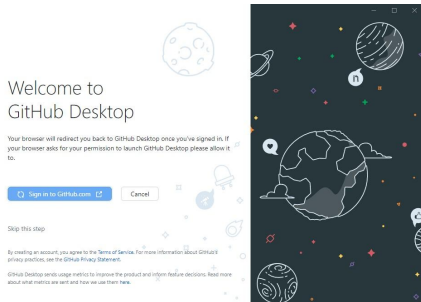 Welcome to
GitHub Desktop
Your browser will redirect you back to GitHub Desktop once you've signed in. If
your browser asks for your permission to launch GitHub Desktop please allow it
to.
Sign in to GitHub.com
Cancel
Skip this step
By creating an account, you agree to the Terms of Service. For more information about GitHub's
privacy practices, see the GitHub Privacy Statement.
GitHub Desktop sends usage metrics to improve the product and inform feature decisions. Read more
about what metrics are sent and how we use them here.
n